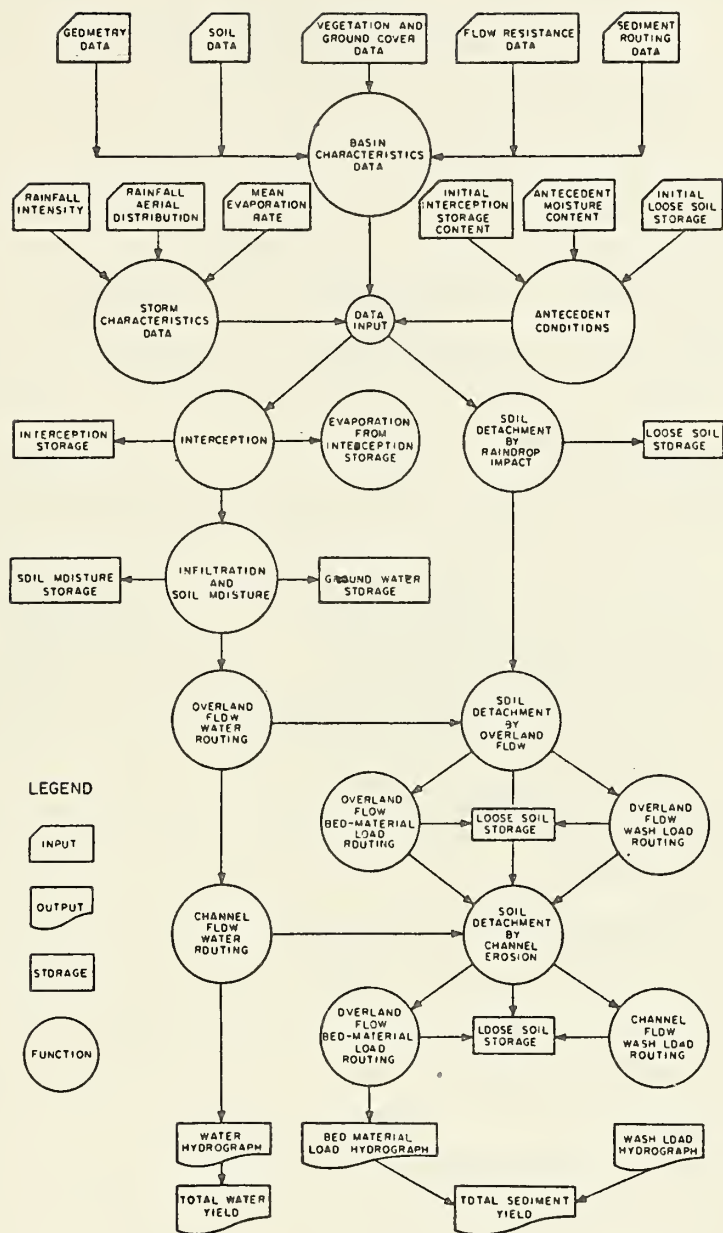 GEOMETRY
DATA
SOIL
DATA
VEGETATION AND
GROUND COVER
DATA
FLOW RESISTANCE
DATA
SEDIMENT
ROUTING
DATA
BASIN
CHARACTERISTICS
DATA
RAINFALL
INTENSITY
RAINFALL
AERIAL
DISTRIBUTION
MEAN
EVAPORATION
RATE
INITIAL
INTERCEPTION
STORAGE
CONTENT
ANTECEDENT
MOISTURE
CONTENT
INITIAL
LOOSE SOIL
STORAGE
STORM
CHARACTERISTICS
DATA
DATA
INPUT
ANTECEDENT
CONDITIONS
INTERCEPTION
STORAGE
INTERCEPTION
EVAPORATION
FROM
INTERCEPTION
STORAGE
SOIL
DETACHMENT
BY
RAINDROP
IMPACT
LOOSE SOIL
STORAGE
SOIL MOISTURE
STORAGE
INFILTRATION
AND
SOIL MOISTURE
GROUND WATER
STORAGE
OVERLAND
FLOW
WATER
ROUTING
SOIL
DETACHMENT
BY
OVERLAND
FLOW
OVERLAND
FLOW
BED-MATERIAL
LOAD
ROUTING
LOOSE SOIL
STORAGE
OVERLAND
FLOW
WASH LOAD
ROUTING
CHANNEL
FLOW
WATER
ROUTING
SOIL
DETACHMENT
BY
CHANNEL
EROSION
OVERLAND
FLOW
BED-MATERIAL
LOAD
ROUTING
LOOSE SOIL
STORAGE
CHANNEL
FLOW
WASH LOAD
ROUTING
WATER
HYDROGRAPH
BED MATERIAL
LOAD HYDROGRAPH
WASH LOAD
HYDROGRAPH
TOTAL WATER
YIELD
TOTAL SEDIMENT
YIELD
LEGEND
INPUT
OUTPUT
STORAGE
FUNCTION